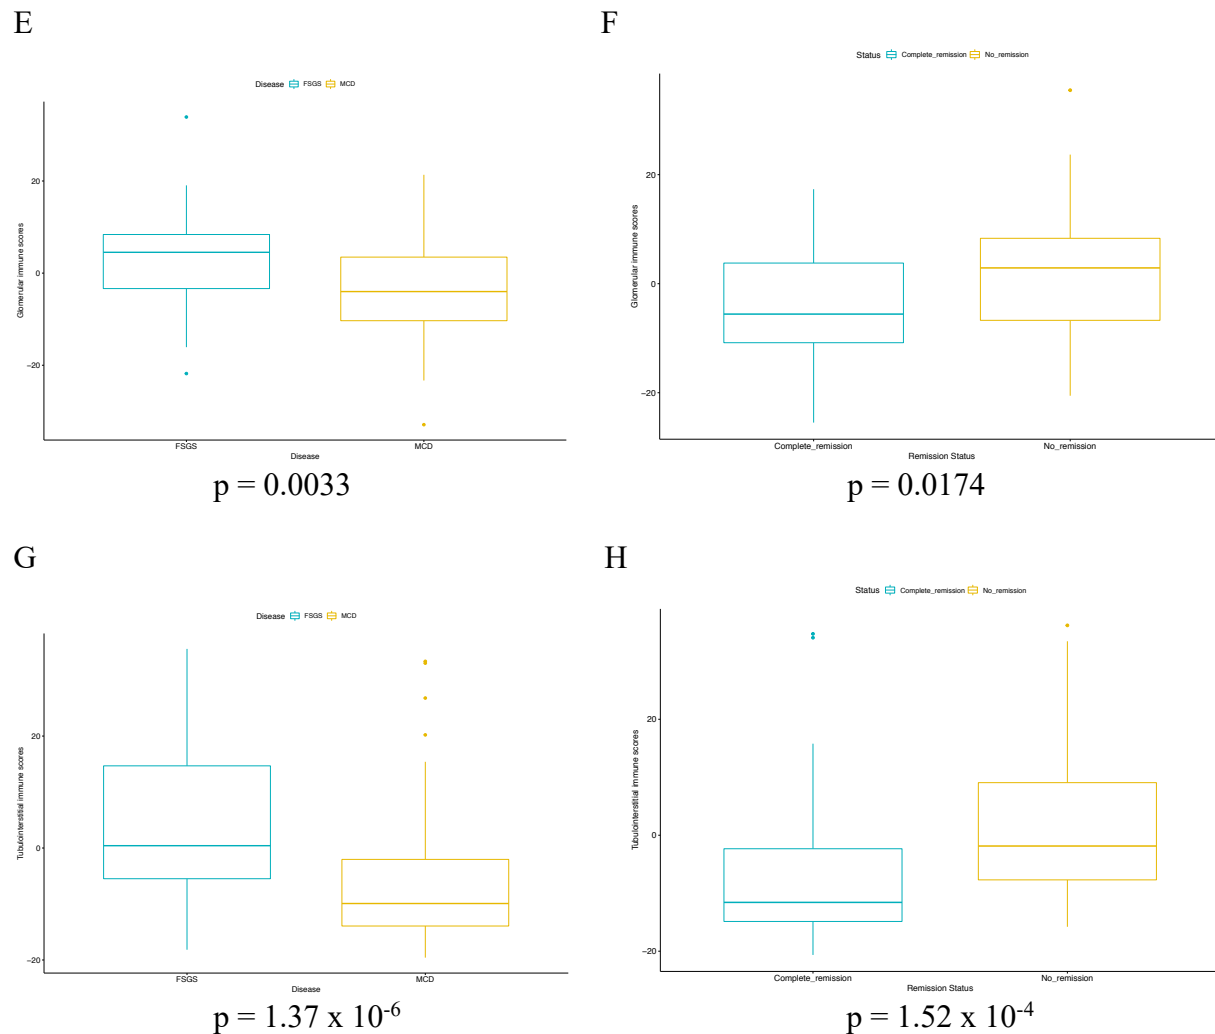 E
Disease FSGS MCD
Glomerular immune scores
20
0
−20
FSGS MCD
Disease
p = 0.0033
F
Status Complete_remission No_remission
Glomerular immune scores
20
0
−20
Complete_remission No_remission
Remission Status
p = 0.0174
G
Disease FSGS MCD
Tubulointerstitial immune scores
20
0
−20
FSGS MCD
Disease
p = 1.37 x 10⁻⁶
H
Status Complete_remission No_remission
Tubulointerstitial immune scores
20
0
−20
Complete_remission No_remission
Remission Status
p = 1.52 x 10⁻⁴